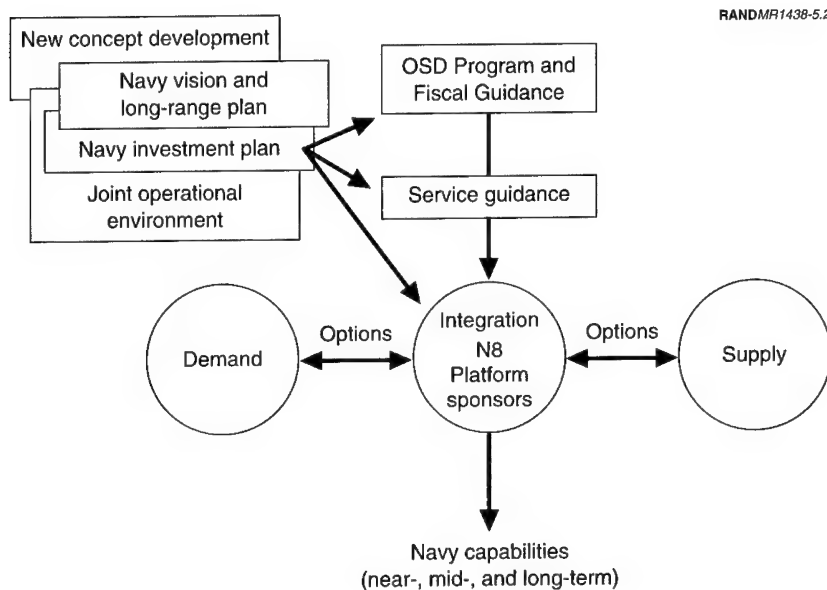 RANDMR1438-5.2
New concept development
Navy vision and
long-range plan
Navy investment plan
Joint operational
environment
OSD Program and
Fiscal Guidance
Service guidance
Demand
Options
Integration
N8
Platform
sponsors
Options
Supply
Navy capabilities
(near-, mid-, and long-term)